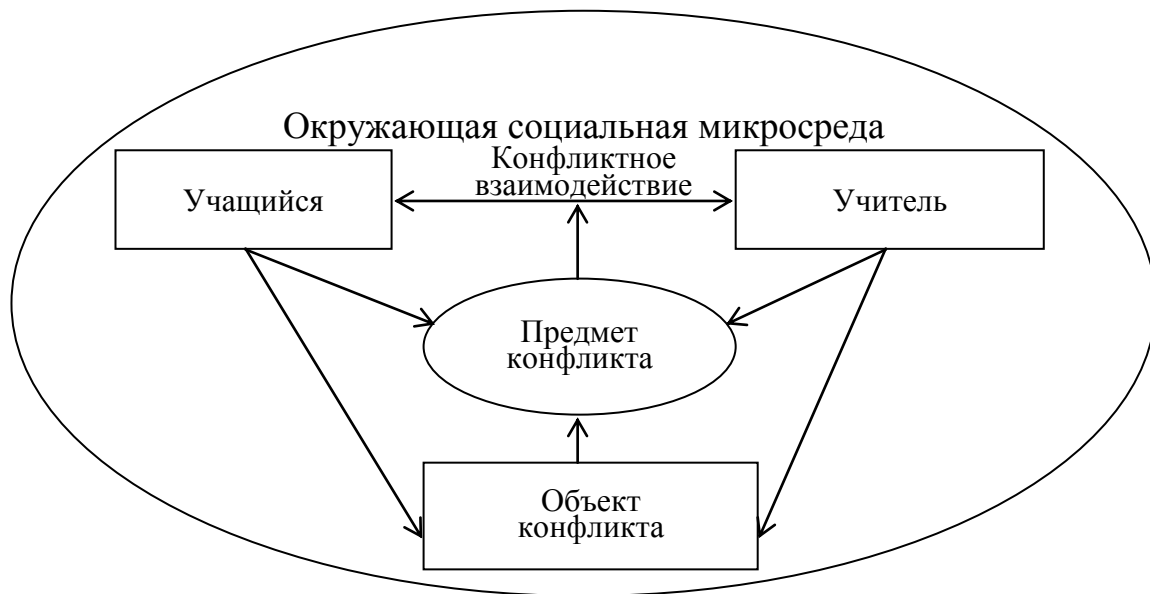 Окружающая социальная микросреда
Конфликтное
взаимодействие
Учащийся
Учитель
Предмет
конфликта
Объект
конфликта